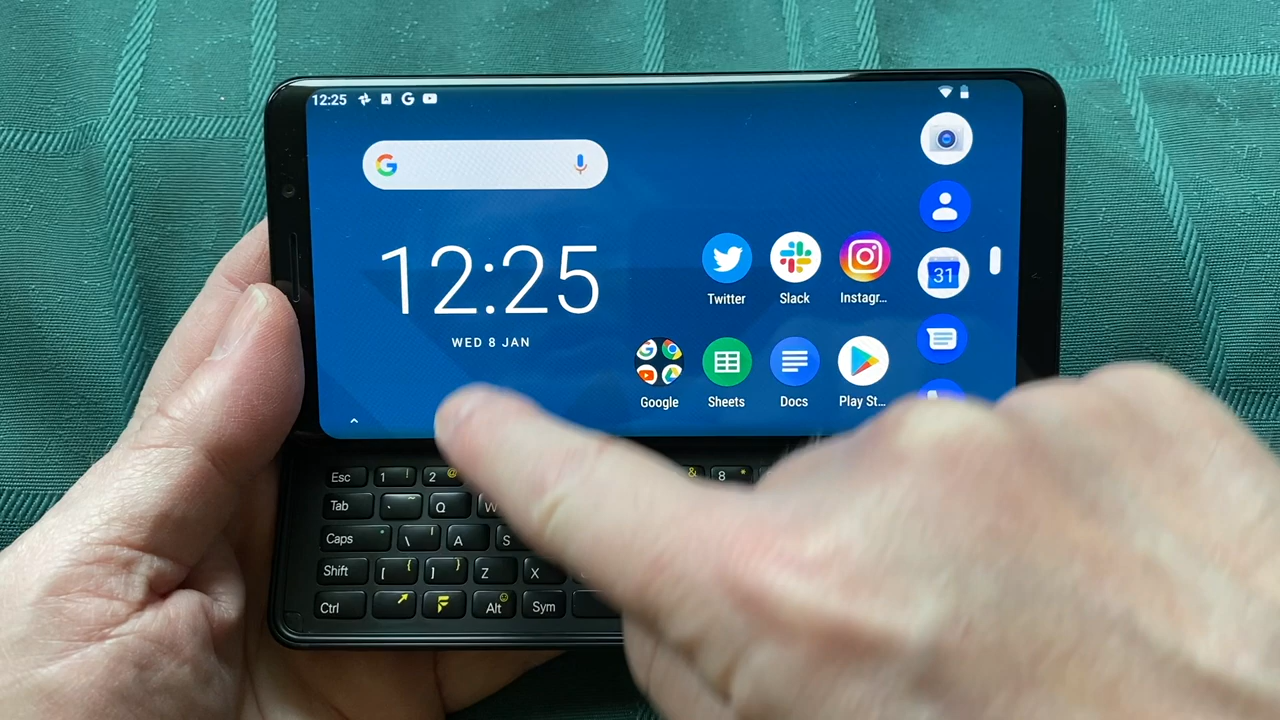 12:25
12:25
WED 8 JAN
31
Twitter Slack Instagr...
Google Sheets Docs Play St...
Esc 1 ! 2 @ & 8 *
Tab ` ~ Q W
Caps \ A S
Shift [ { ] } Z X
Ctrl Alt Sym